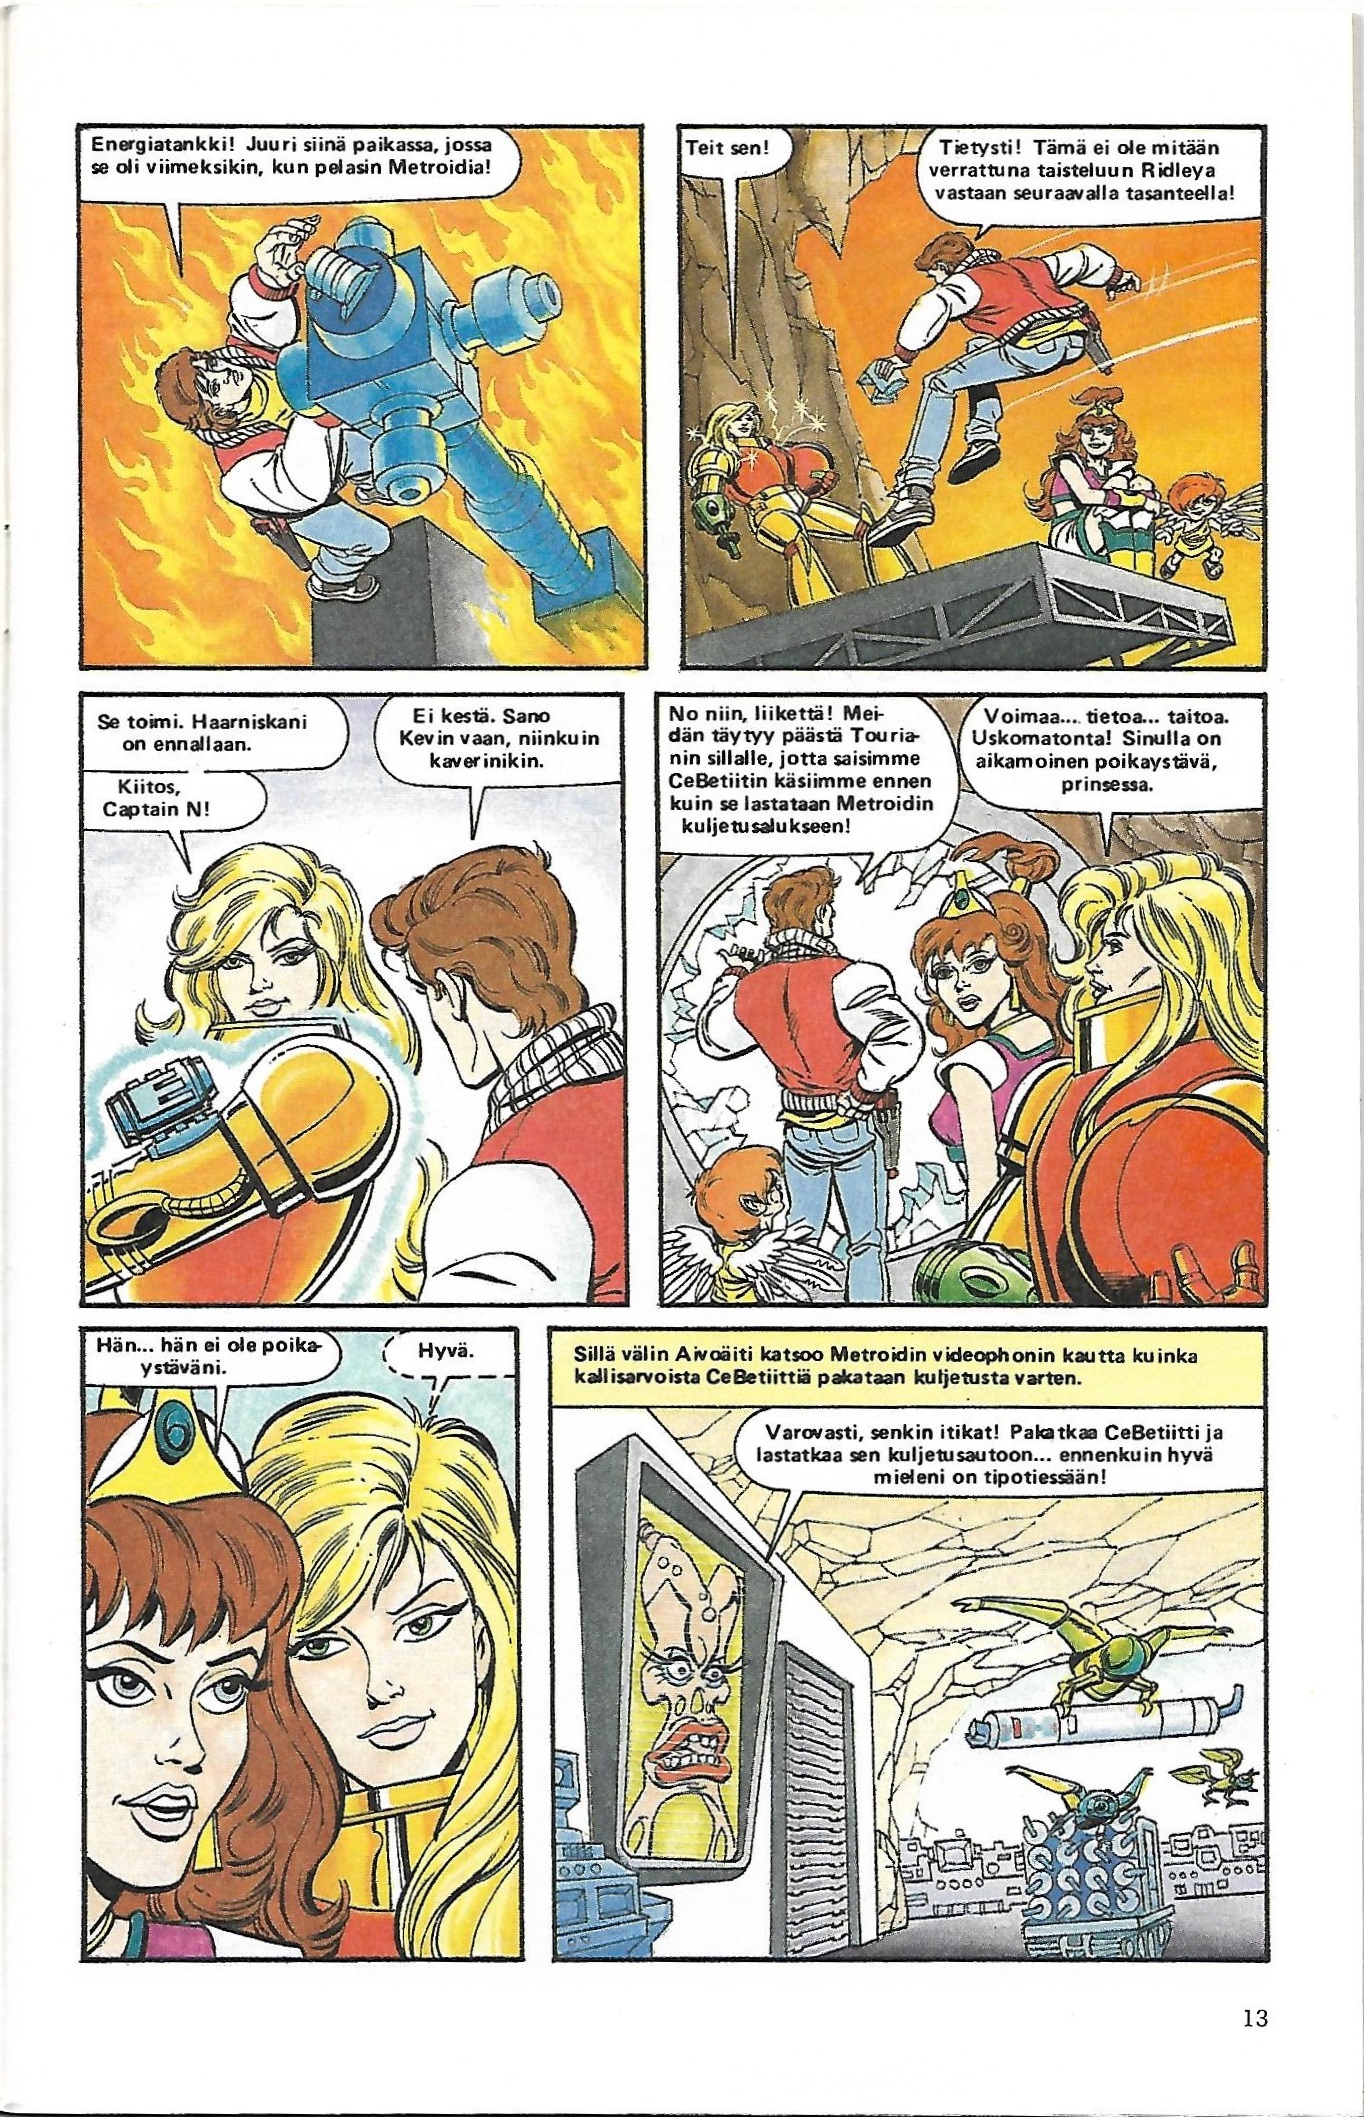 Energiatankki! Juuri siinä paikassa, jossa
se oli viimeksikin, kun pelasin Metroidia!
Teit sen!
Tietysti! Tämä ei ole mitään
verrattuna taisteluun Ridleya
vastaan seuraavalla tasanteella!
Se toimi. Haarniskani
on ennallaan.
Kiitos,
Captain N!
Ei kestä. Sano
Kevin vaan, niinkuin
kaverinikin.
No niin, liikettä! Mei-
dän täytyy päästä Touria-
nin sillalle, jotta saisimme
CeBetiitin käsiimme ennen
kuin se lastataan Metroidin
kuljetusalukseen!
Voimaa... tietoa... taitoa.
Uskomatonta! Sinulla on
aikamoinen poikaystävä,
prinsessa.
Hän... hän ei ole poika-
ystäväni.
Hyvä.
Sillä välin Aivoäiti katsoo Metroidin videophonin kautta kuinka
kallisarvoista CeBetiittiä pakataan kuljetusta varten.
Varovasti, senkin itikat! Pakatkaa CeBetiitti ja
lastatkaa sen kuljetusautoon... ennenkuin hyvä
mieleni on tipotiessään!
13